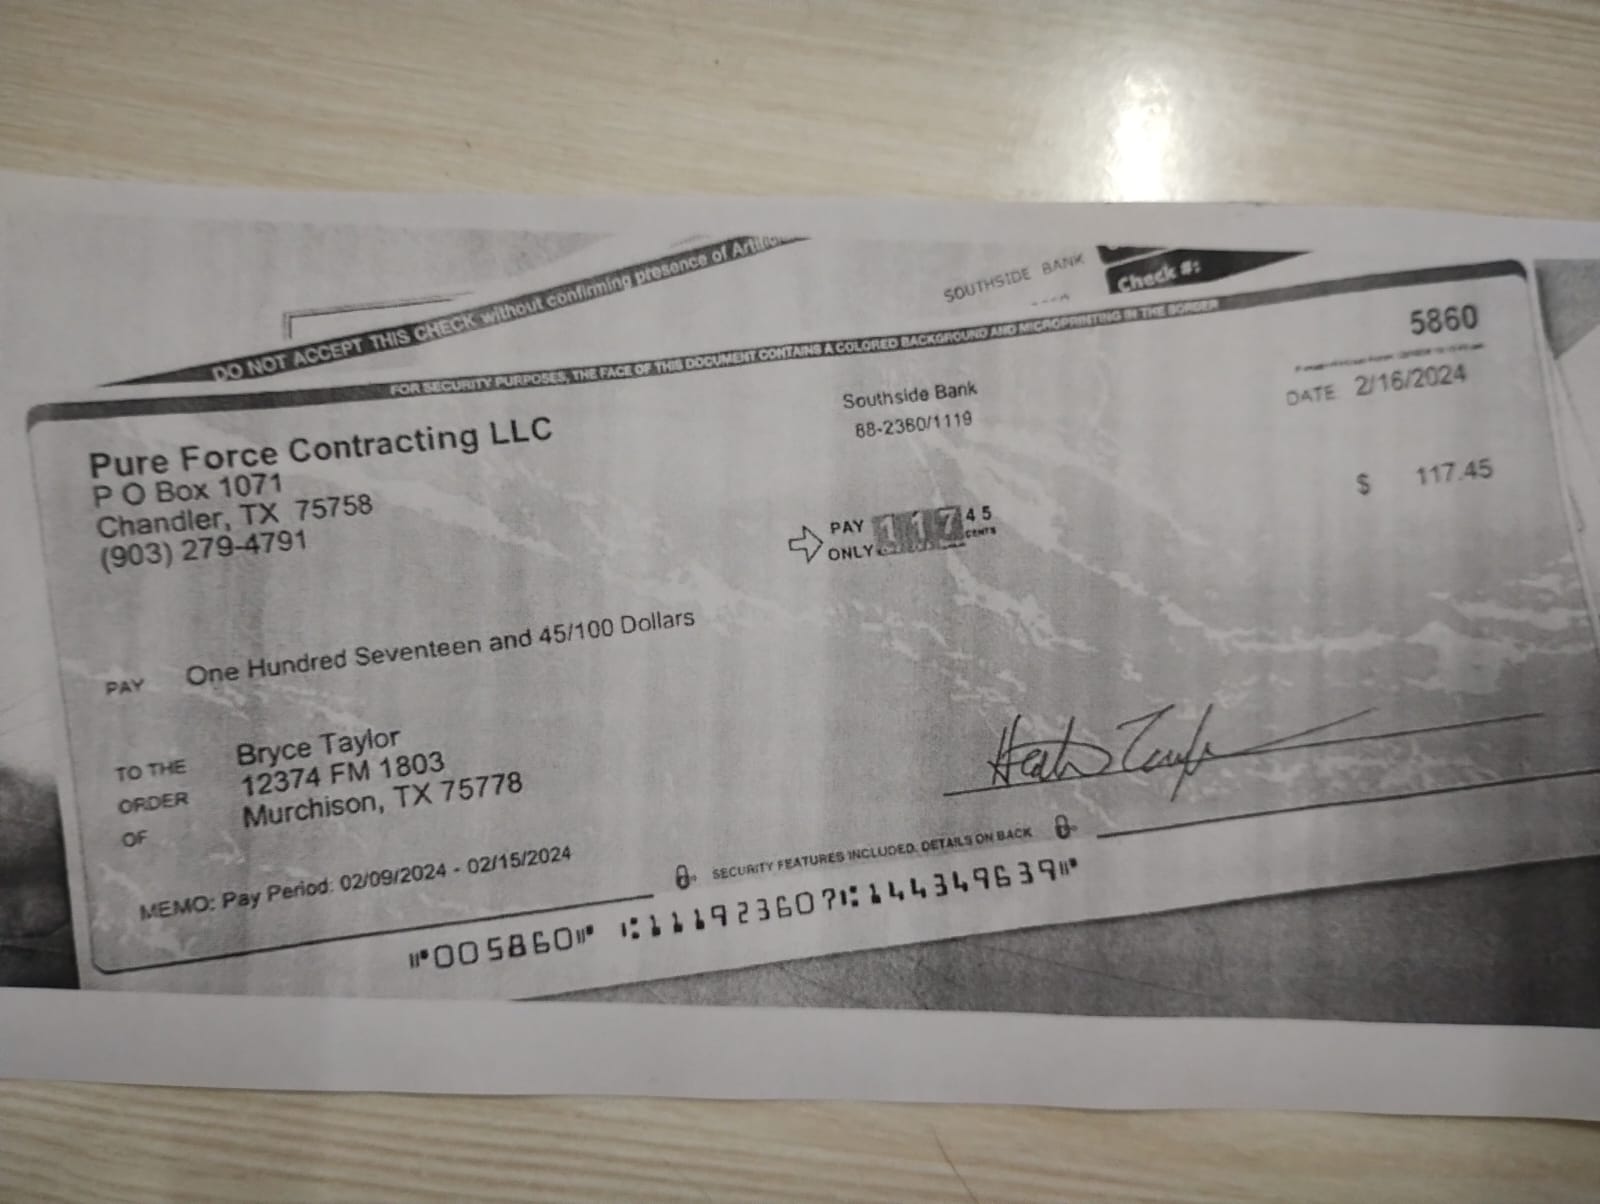 DO NOT ACCEPT THIS CHECK without confirming presence of
SOUTHSIDE BANK
Check #:
FOR SECURITY PURPOSES, THE FACE OF THIS DOCUMENT CONTAINS A COLORED BACKGROUND AND MICROPRINTING IN THE BORDER
5860
Pure Force Contracting LLC
P O Box 1071
Chandler, TX 75758
(903) 279-4791
Southside Bank
88-2360/1119
DATE 2/16/2024
$ 117.45
PAY 117 45
ONLY CENTS
PAY One Hundred Seventeen and 45/100 Dollars
TO THE
ORDER
OF
Bryce Taylor
12374 FM 1803
Murchison, TX 75778
MEMO: Pay Period: 02/09/2024 - 02/15/2024
SECURITY FEATURES INCLUDED. DETAILS ON BACK
⑈005860⑈ ⑆111923607⑆144349639⑈